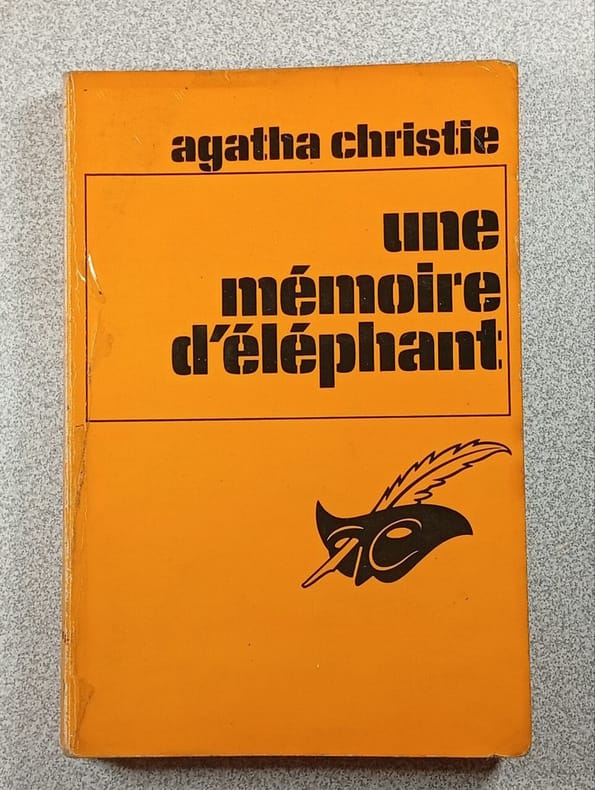 agatha christie
une
mémoire
d'éléphant